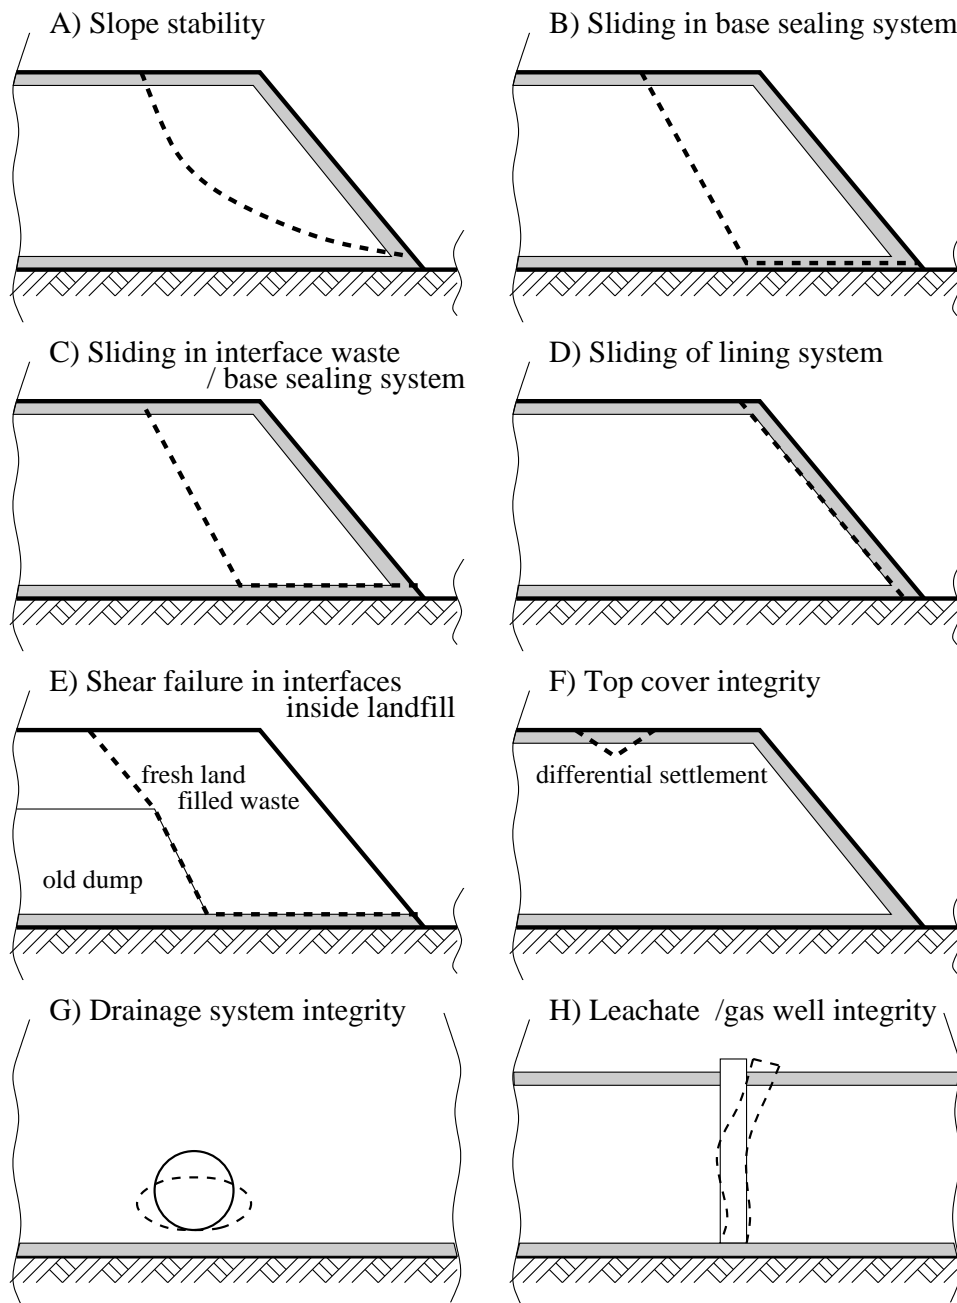 A) Slope stability
B) Sliding in base sealing system
C) Sliding in interface waste
/ base sealing system
D) Sliding of lining system
E) Shear failure in interfaces
inside landfill
fresh land
filled waste
old dump
F) Top cover integrity
differential settlement
G) Drainage system integrity
H) Leachate /gas well integrity